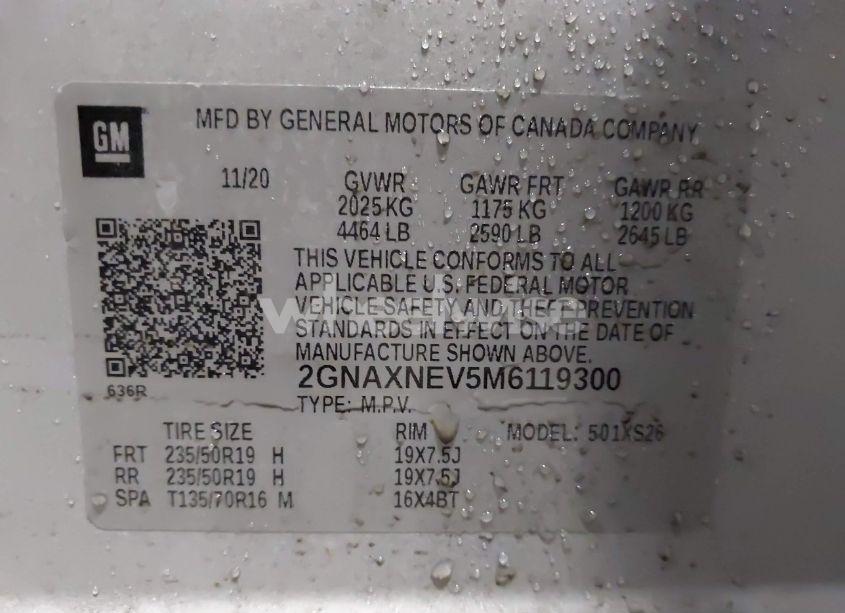 GM
MFD BY GENERAL MOTORS OF CANADA COMPANY
11/20 GVWR GAWR FRT GAWR RR
2025 KG 1175 KG 1200 KG
4464 LB 2590 LB 2645 LB
THIS VEHICLE CONFORMS TO ALL
APPLICABLE U.S. FEDERAL MOTOR
VEHICLE SAFETY AND THEFT PREVENTION
STANDARDS IN EFFECT ON THE DATE OF
MANUFACTURE SHOWN ABOVE.
636R 2GNAXNEV5M6119300
TYPE: M.P.V.
TIRE SIZE RIM MODEL: 501XS26
FRT 235/50R19 H 19X7.5J
RR 235/50R19 H 19X7.5J
SPA T135/70R16 M 16X4BT